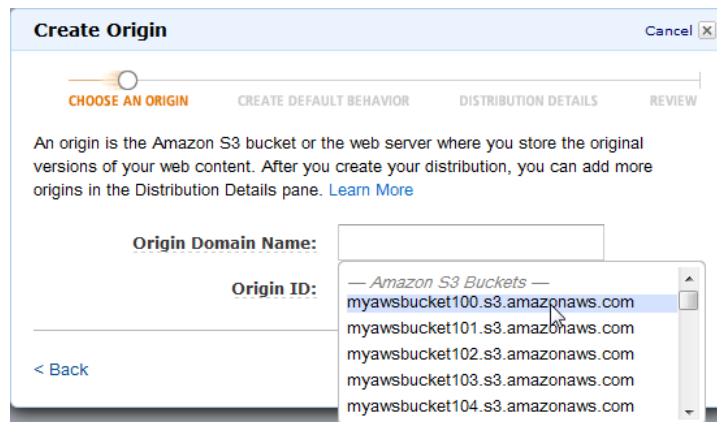 Create Origin
Cancel
CHOOSE AN ORIGIN
CREATE DEFAULT BEHAVIOR
DISTRIBUTION DETAILS
REVIEW
An origin is the Amazon S3 bucket or the web server where you store the original
versions of your web content. After you create your distribution, you can add more
origins in the Distribution Details pane. Learn More
Origin Domain Name:
Origin ID:
— Amazon S3 Buckets —
myawsbucket100.s3.amazonaws.com
myawsbucket101.s3.amazonaws.com
myawsbucket102.s3.amazonaws.com
myawsbucket103.s3.amazonaws.com
myawsbucket104.s3.amazonaws.com
< Back